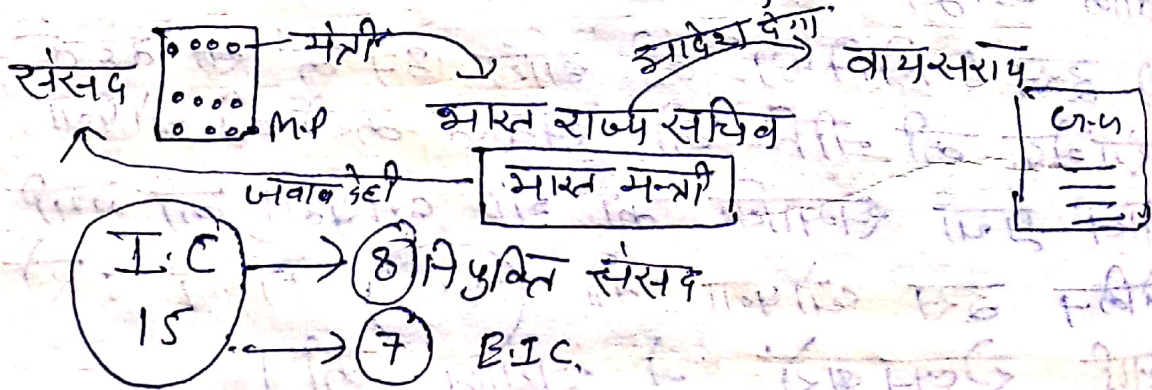 संसद मंत्री आदेश देगा वायसराय
M.P भारत राज्य सचिव
जवाबदेही भारत मन्त्री
I.C → 8 नियुक्ति संसद
15 → 7 E.I.C.